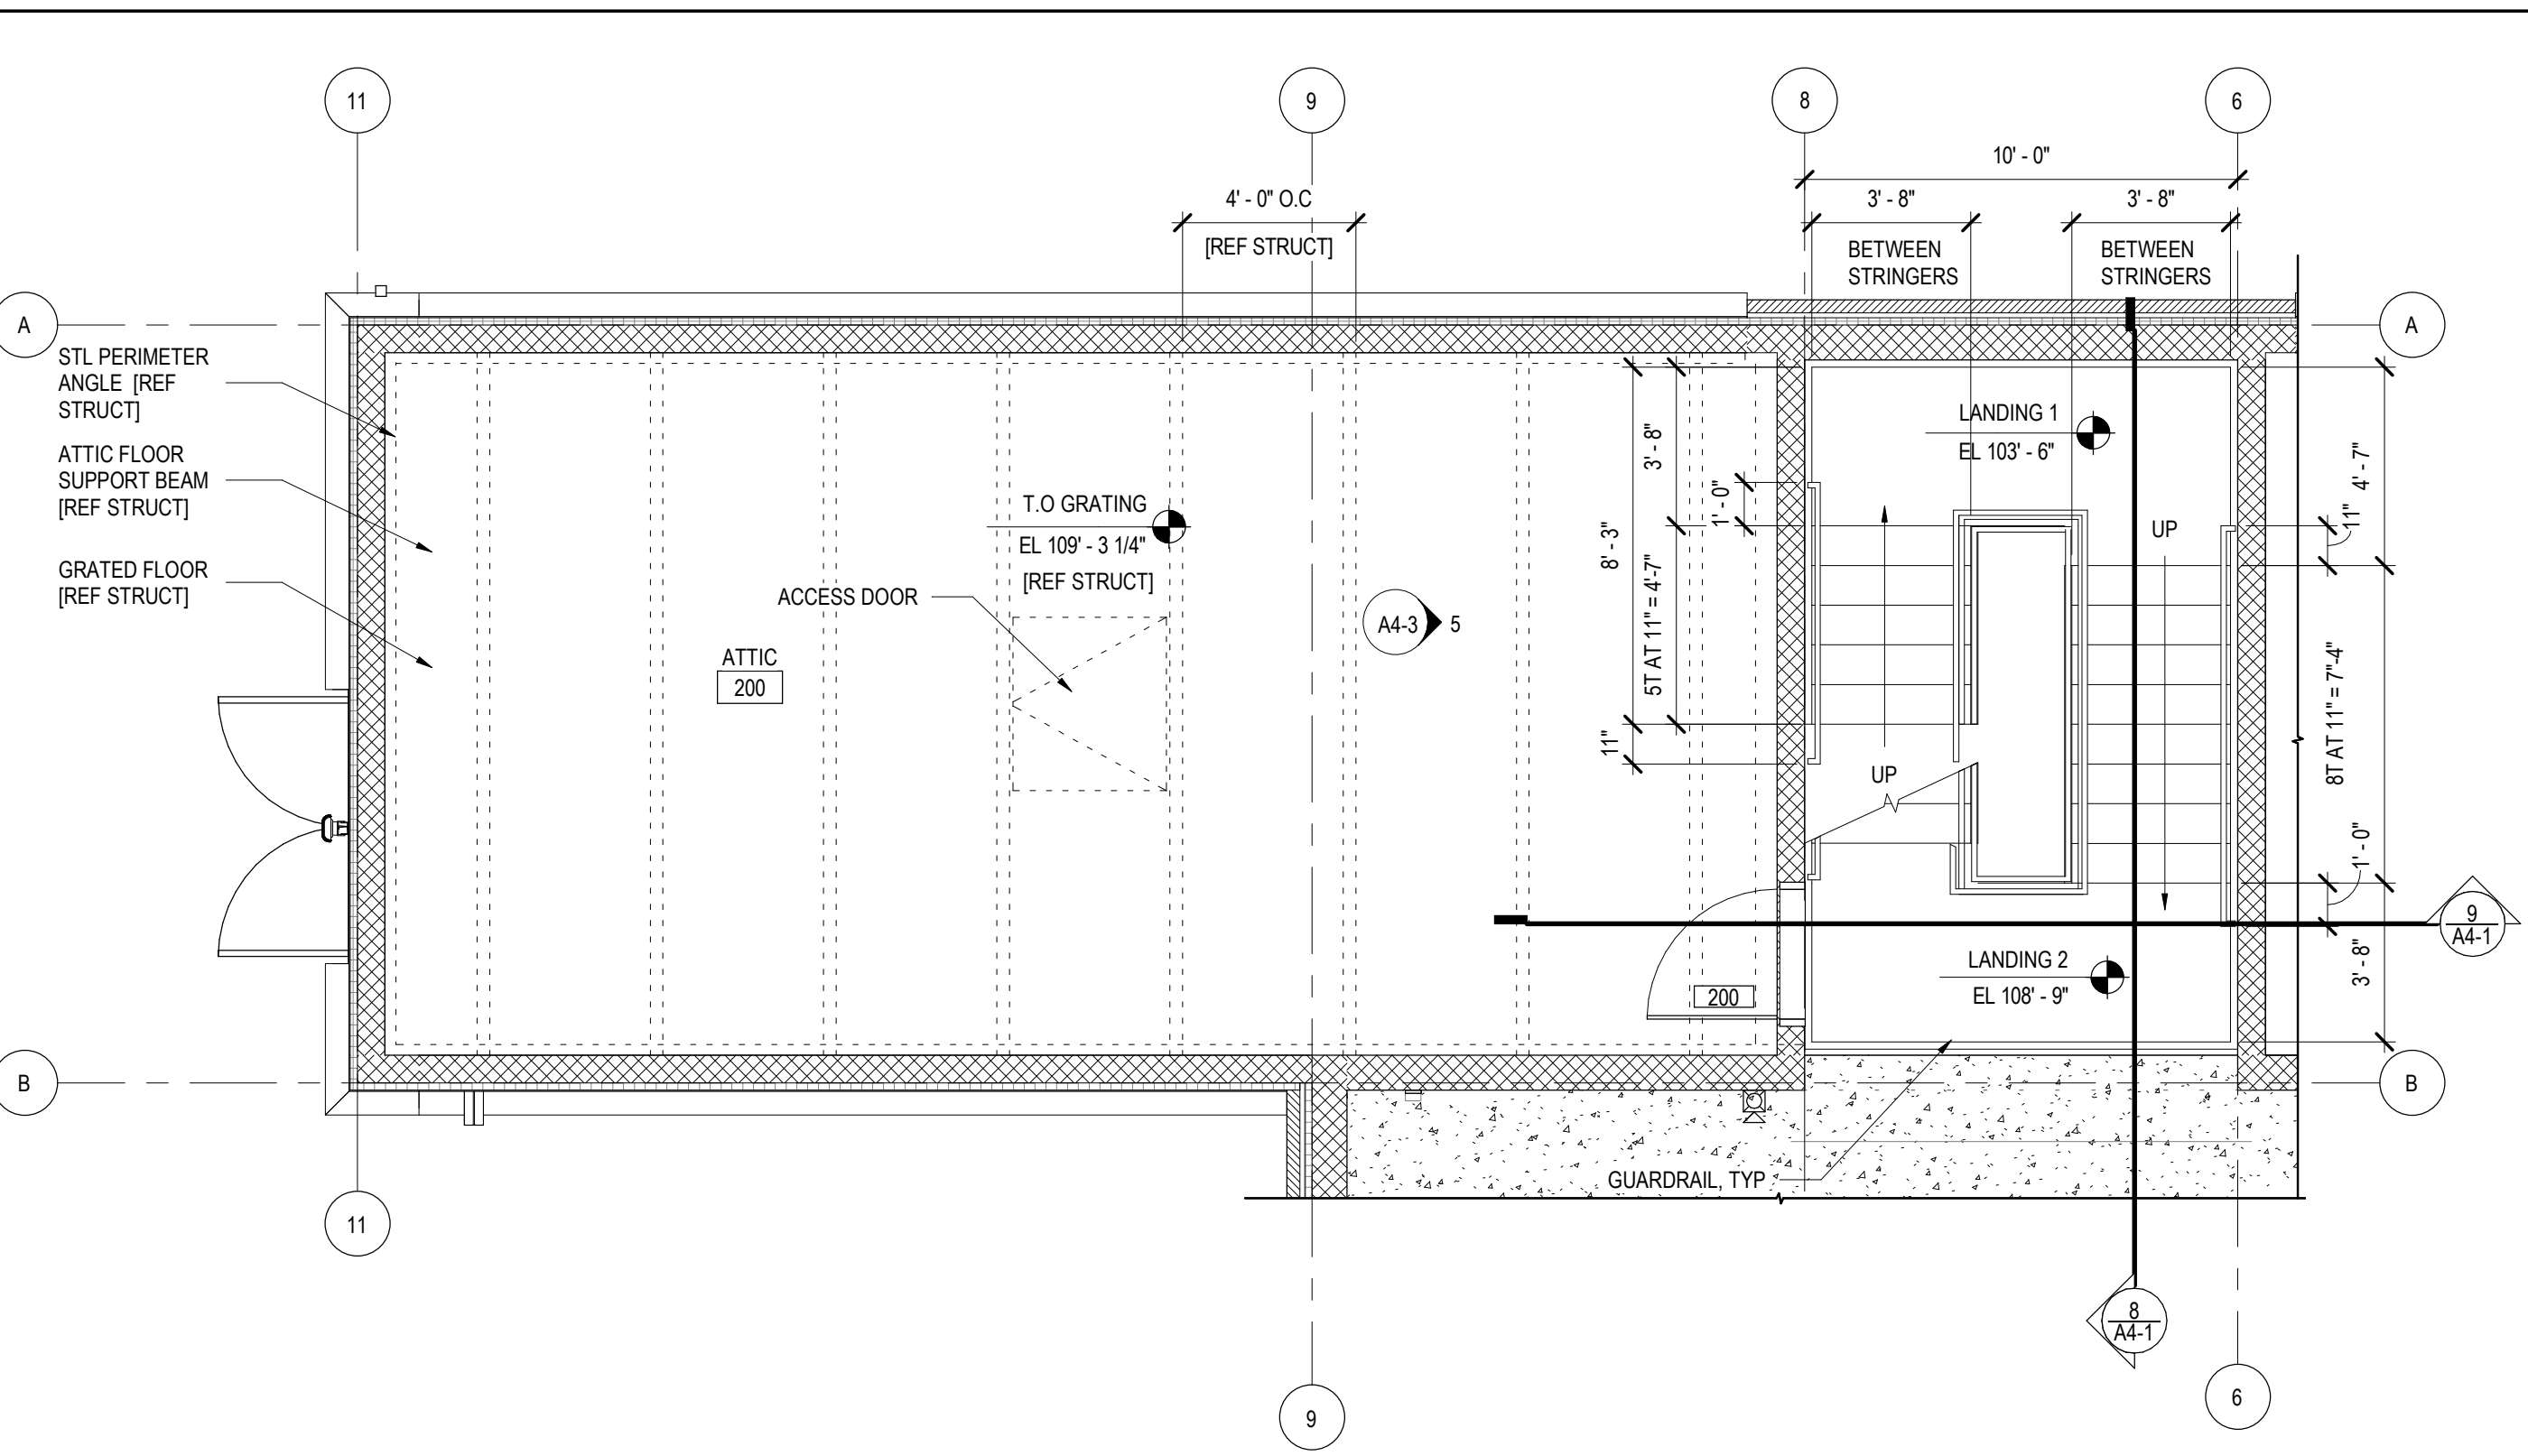 11
9
8
6
10' - 0"
4' - 0" O.C
[REF STRUCT]
3' - 8"
3' - 8"
BETWEEN
STRINGERS
BETWEEN
STRINGERS
A
A
STL PERIMETER
ANGLE [REF
STRUCT]
ATTIC FLOOR
SUPPORT BEAM
[REF STRUCT]
GRATED FLOOR
[REF STRUCT]
T.O GRATING
EL 109' - 3 1/4"
[REF STRUCT]
ACCESS DOOR
ATTIC
200
A4-3
5
8' - 3"
11"
3' - 8"
5T AT 11" = 4'-7"
1' - 0"
LANDING 1
EL 103' - 6"
UP
UP
4' - 7"
11"
8T AT 11" = 7"-4"
1' - 0"
3' - 8"
9
A4-1
LANDING 2
EL 108' - 9"
200
B
B
GUARDRAIL, TYP
11
8
A4-1
9
6